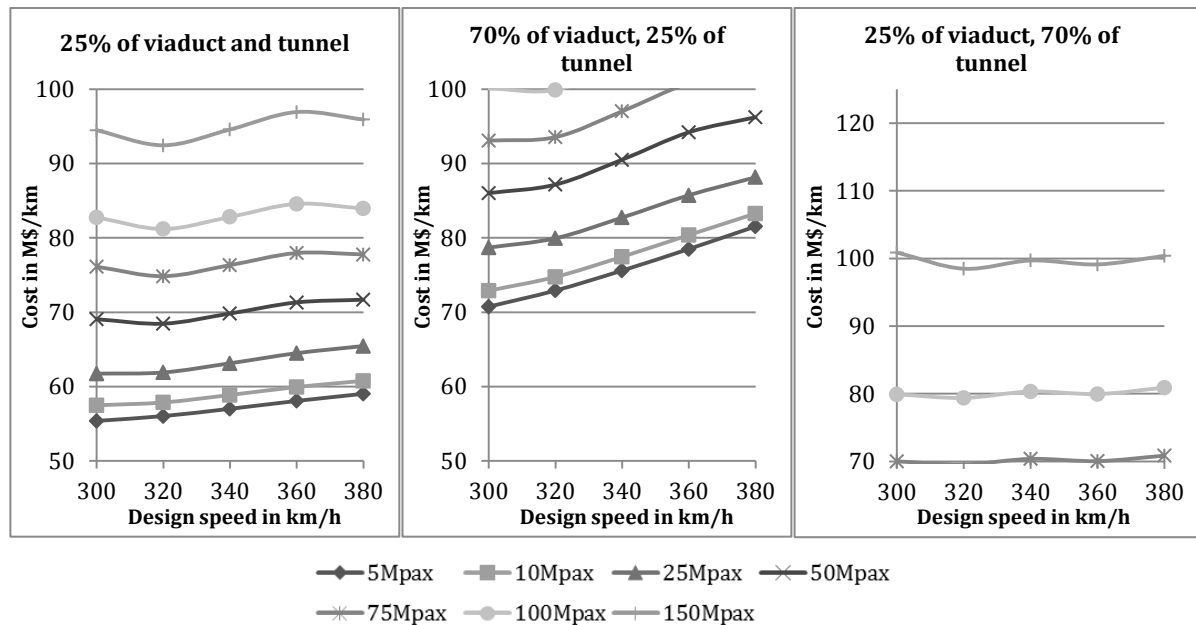 25% of viaduct and tunnel
100
90
80
70
60
50
Cost in M$/km
300 320 340 360 380
Design speed in km/h
70% of viaduct, 25% of
tunnel
100
90
80
70
60
50
Cost in M$/km
300 320 340 360 380
Design speed in km/h
25% of viaduct, 70% of
tunnel
120
110
100
90
80
70
Cost in M$/km
300 320 340 360 380
Design speed in km/h
5Mpax 10Mpax 25Mpax 50Mpax
75Mpax 100Mpax 150Mpax